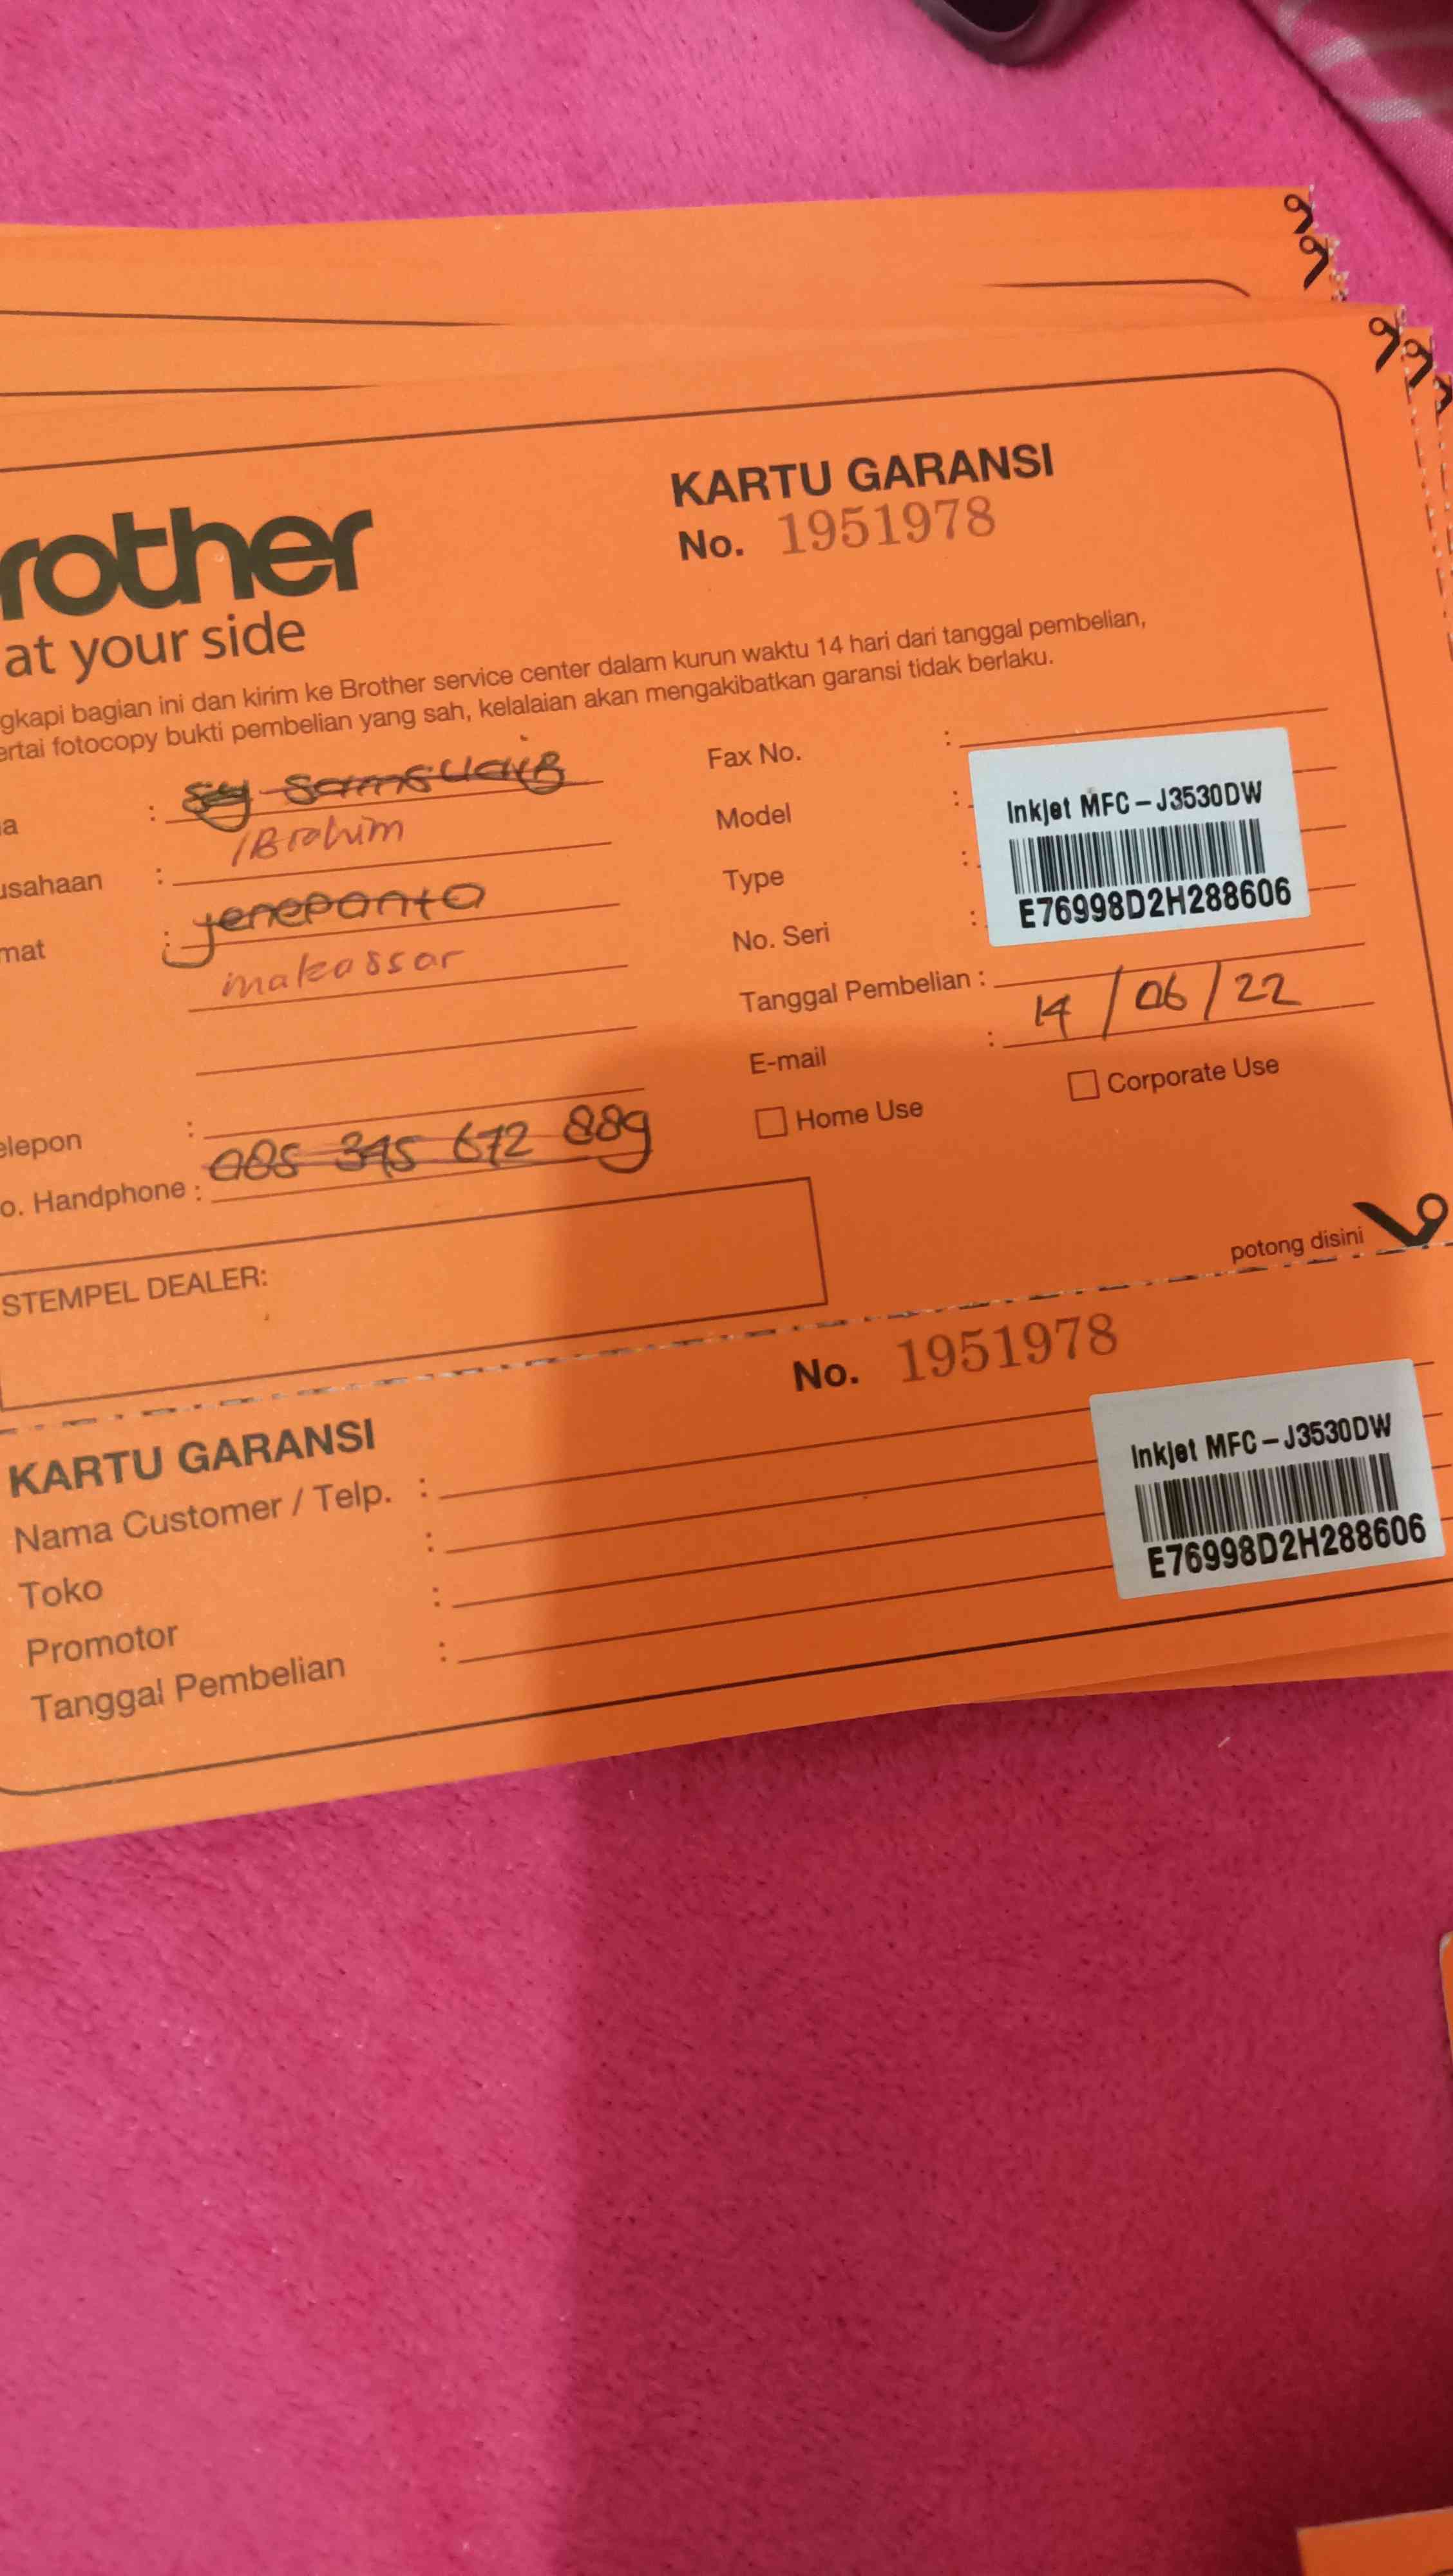 rother
at your side
KARTU GARANSI
No. 1951978
gkapi bagian ini dan kirim ke Brother service center dalam kurun waktu 14 hari dari tanggal pembelian,
ertai fotocopy bukti pembelian yang sah, kelalaian akan mengakibatkan garansi tidak berlaku.
a :
IBrahim
usahaan :
mat : jeneponto
makassar
elepon :
o. Handphone : 085 345 672 889
Fax No. :
Model :
Type :
No. Seri :
Inkjet MFC-J3530DW
E76998D2H288606
Tanggal Pembelian :
14/06/22
E-mail :
Home Use
Corporate Use
STEMPEL DEALER:
potong disini
No. 1951978
KARTU GARANSI
Nama Customer / Telp. :
Toko :
Promotor :
Tanggal Pembelian :
Inkjet MFC-J3530DW
E76998D2H288606